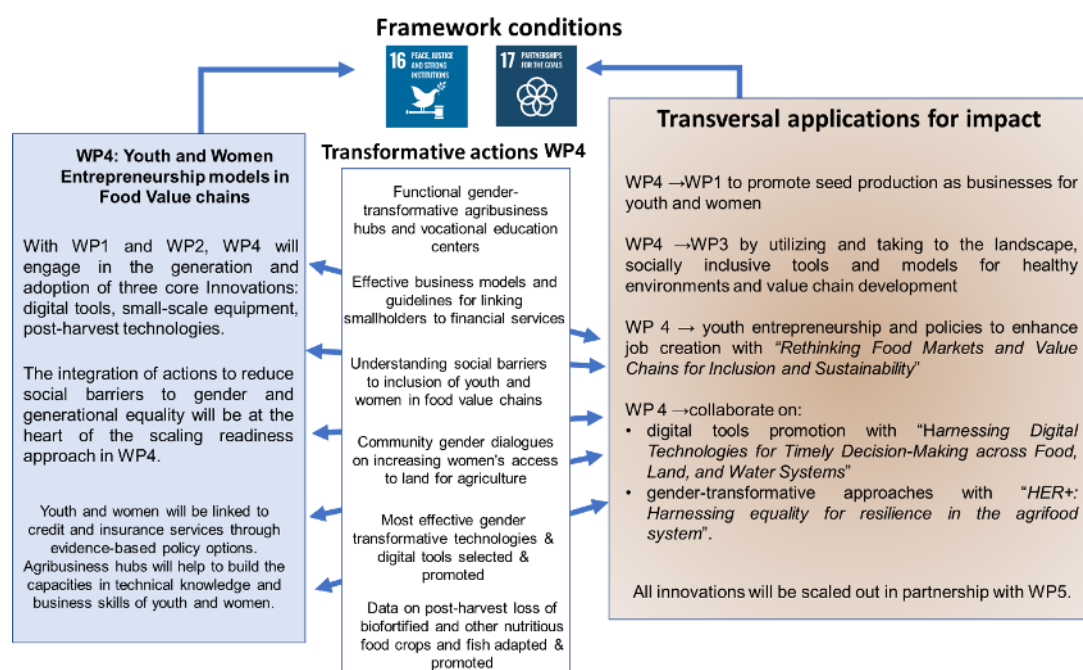 Framework conditions
16 PEACE, JUSTICE
AND STRONG
INSTITUTIONS
17 PARTNERSHIPS
FOR THE GOALS
WP4: Youth and Women
Entrepreneurship models in
Food Value chains
With WP1 and WP2, WP4 will
engage in the generation and
adoption of three core Innovations:
digital tools, small-scale equipment,
post-harvest technologies.
The integration of actions to reduce
social barriers to gender and
generational equality will be at the
heart of the scaling readiness
approach in WP4.
Youth and women will be linked to
credit and insurance services through
evidence-based policy options.
Agribusiness hubs will help to build the
capacities in technical knowledge and
business skills of youth and women.
Transformative actions WP4
Functional gender-
transformative agribusiness
hubs and vocational education
centers
Effective business models and
guidelines for linking
smallholders to financial services
Understanding social barriers
to inclusion of youth and
women in food value chains
Community gender dialogues
on increasing women's access
to land for agriculture
Most effective gender
transformative technologies &
digital tools selected &
promoted
Data on post-harvest loss of
biofortified and other nutritious
food crops and fish adapted &
promoted
Transversal applications for impact
WP4 →WP1 to promote seed production as businesses for
youth and women
WP4 →WP3 by utilizing and taking to the landscape,
socially inclusive tools and models for healthy
environments and value chain development
WP 4 → youth entrepreneurship and policies to enhance
job creation with “Rethinking Food Markets and Value
Chains for Inclusion and Sustainability”
WP 4 →collaborate on:
• digital tools promotion with “Harnessing Digital
Technologies for Timely Decision-Making across Food,
Land, and Water Systems”
• gender-transformative approaches with “HER+:
Harnessing equality for resilience in the agrifood
system”.
All innovations will be scaled out in partnership with WP5.